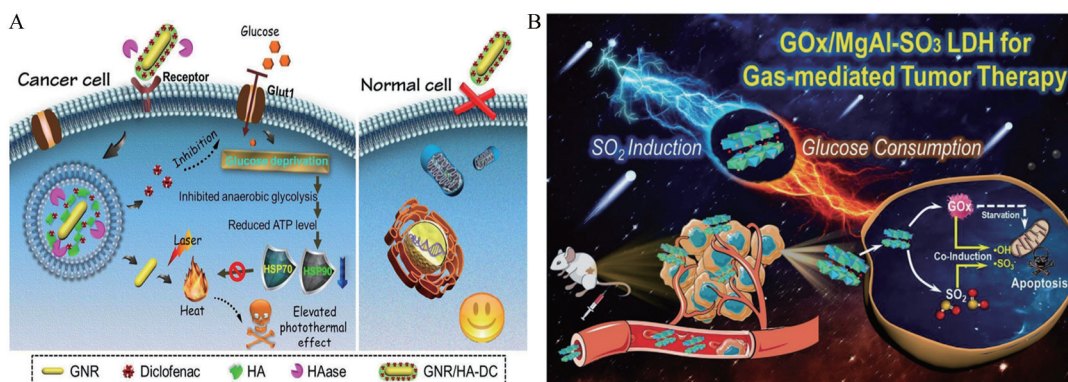 A
Glucose
Cancer cell
Receptor
Glut1
Normal cell
Inhibition
Glucose deprivation
Inhibited anaerobic glycolysis
Reduced ATP level
Laser
HSP70
HSP90
Heat
Elevated
photothermal
effect
GNR
Diclofenac
HA
HAase
GNR/HA-DC
B
GOx/MgAl-SO3 LDH for
Gas-mediated Tumor Therapy
SO2 Induction
Glucose Consumption
GOx
Starvation
•OH
Co-Induction
•SO3-
SO2
Apoptosis